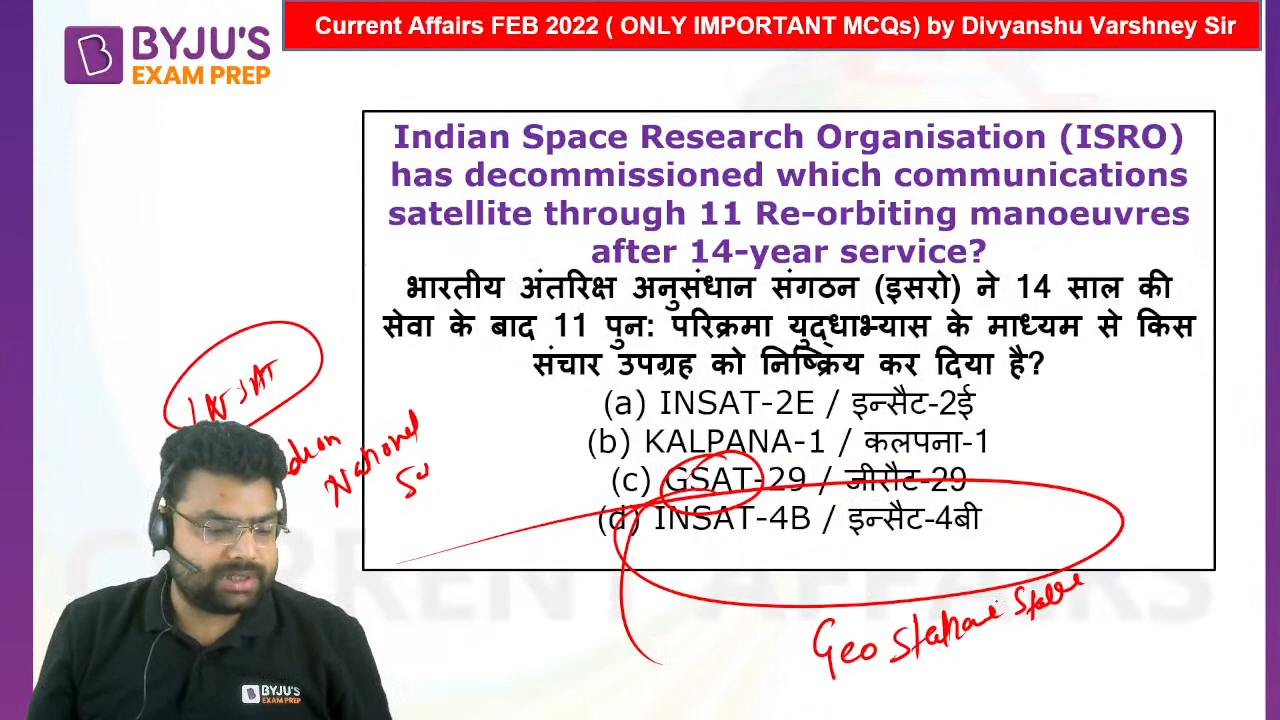 Current Affairs FEB 2022 ( ONLY IMPORTANT MCQs) by Divyanshu Varshney Sir
BYJU'S
EXAM PREP
Indian Space Research Organisation (ISRO)
has decommissioned which communications
satellite through 11 Re-orbiting manoeuvres
after 14-year service?
भारतीय अंतरिक्ष अनुसंधान संगठन (इसरो) ने 14 साल की
सेवा के बाद 11 पुन: परिक्रमा युद्धाभ्यास के माध्यम से किस
संचार उपग्रह को निष्क्रिय कर दिया है?
(a) INSAT-2E / इन्सैट-2ई
(b) KALPANA-1 / कलपना-1
(c) GSAT-29 / जीसैट-29
(d) INSAT-4B / इन्सैट-4बी
INSAT
National
Geo
BYJU'S
EXAM PREP